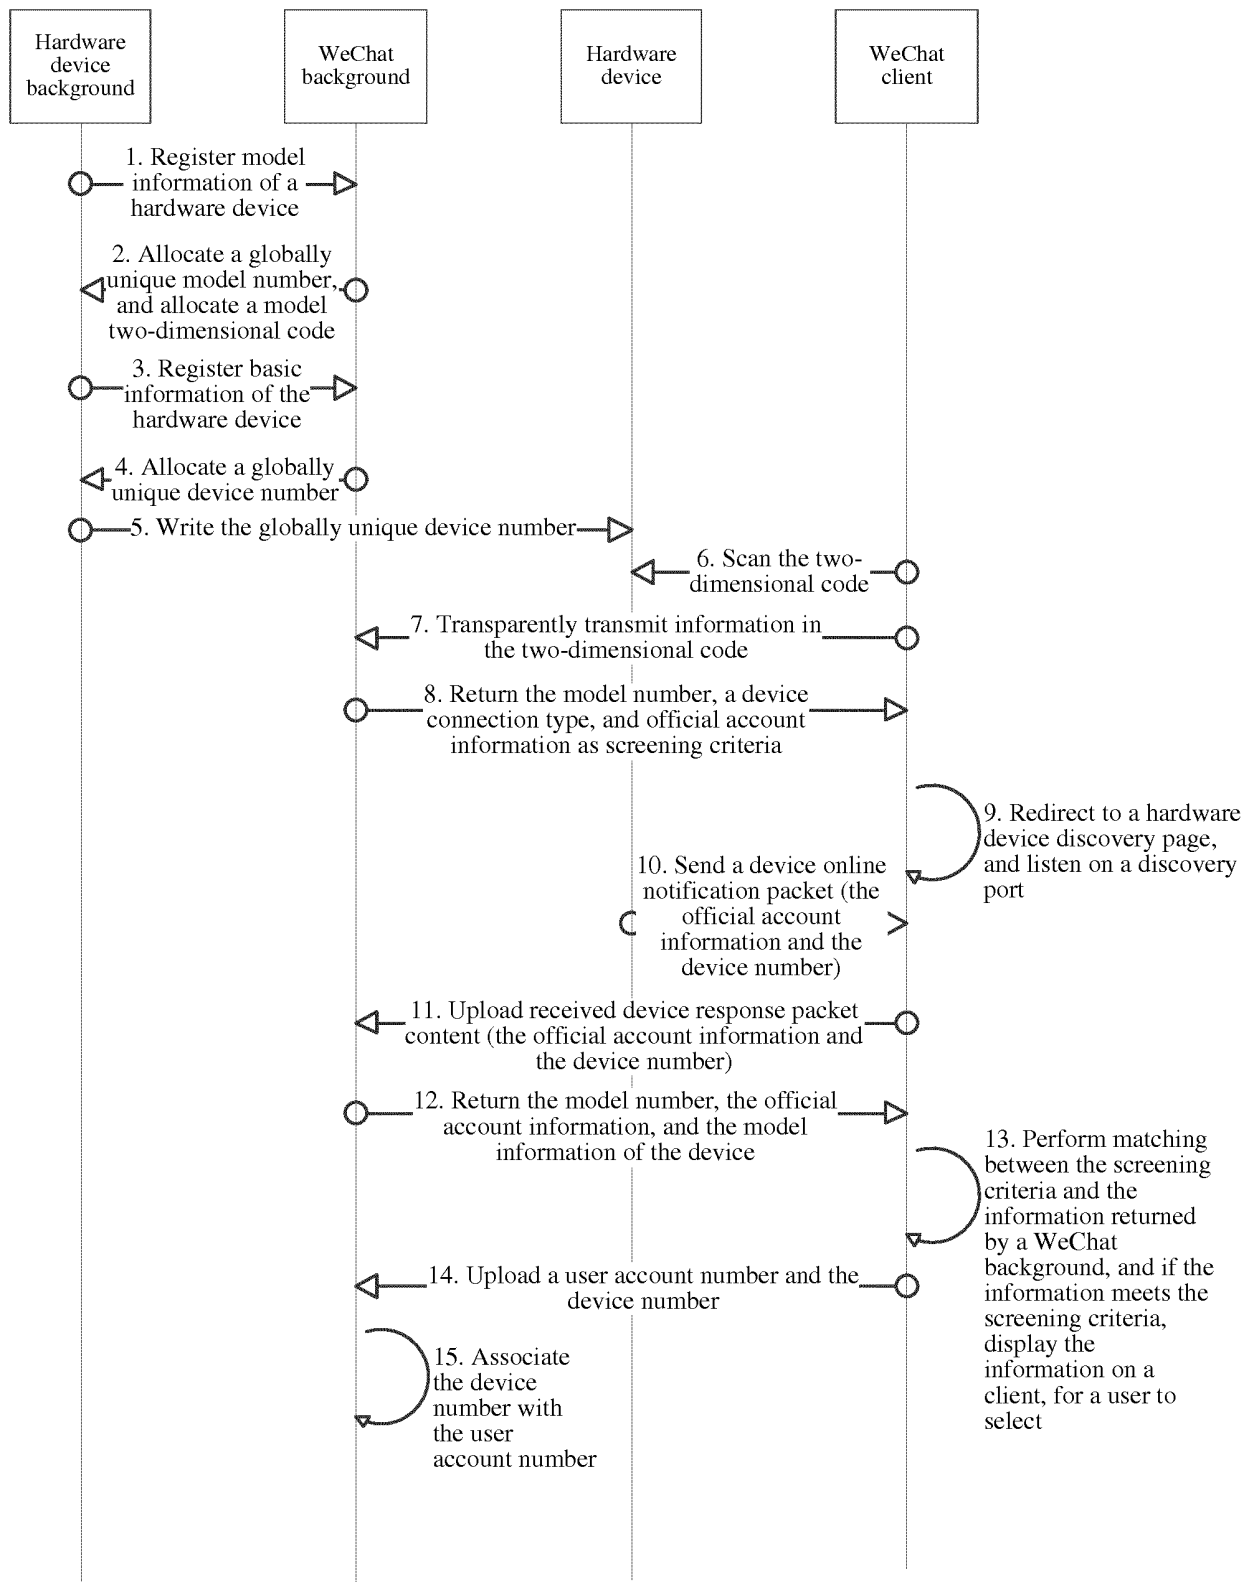 Hardware
device
background
WeChat
background
Hardware
device
WeChat
client
1. Register model
information of a
hardware device
2. Allocate a globally
unique model number,
and allocate a model
two-dimensional code
3. Register basic
information of the
hardware device
4. Allocate a globally
unique device number
5. Write the globally unique device number
6. Scan the two-
dimensional code
7. Transparently transmit information in
the two-dimensional code
8. Return the model number, a device
connection type, and official account
information as screening criteria
9. Redirect to a hardware
device discovery page,
and listen on a discovery
port
10. Send a device online
notification packet (the
official account
information and the
device number)
11. Upload received device response packet
content (the official account information and
the device number)
12. Return the model number, the official
account information, and the model
information of the device
13. Perform matching
between the screening
criteria and the
information returned
by a WeChat
background, and if the
information meets the
screening criteria,
display the
information on a
client, for a user to
select
14. Upload a user account number and the
device number
15. Associate
the device
number with
the user
account number